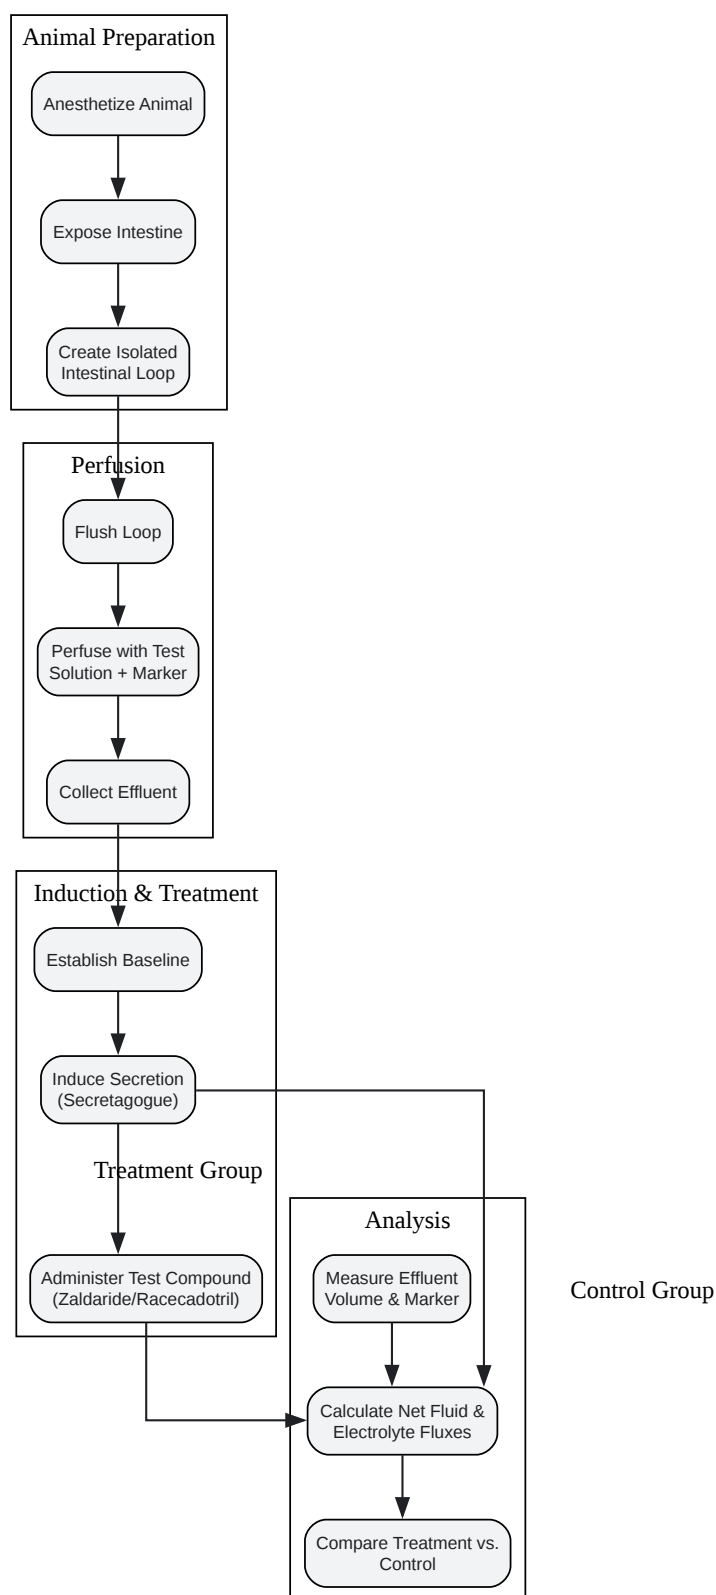 Animal Preparation
Anesthetize Animal
Expose Intestine
Create Isolated
Intestinal Loop
Perfusion
Flush Loop
Perfuse with Test
Solution + Marker
Collect Effluent
Induction & Treatment
Establish Baseline
Induce Secretion
(Secretagogue)
Treatment Group
Administer Test Compound
(Zaldaride/Racecadotril)
Analysis
Measure Effluent
Volume & Marker
Control Group
Calculate Net Fluid &
Electrolyte Fluxes
Compare Treatment vs.
Control